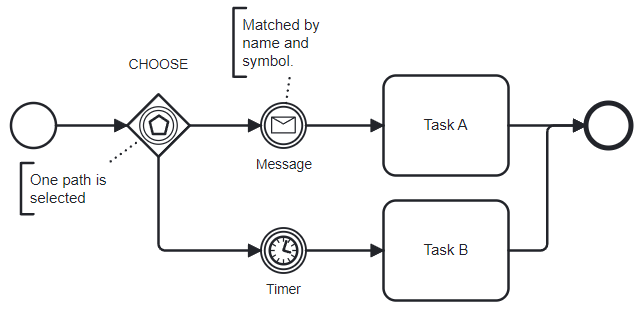 Matched by
name and
symbol.
CHOOSE
Task A
Message
One path is
selected
Task B
Timer